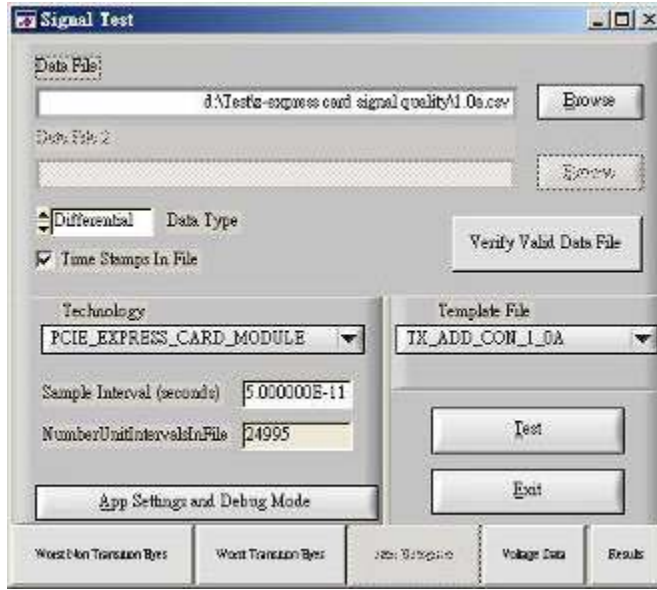 Signal Test
Data File
d:\Test\s-express card signal quality\1.0a.csv
Browse
Data File 2
Browse
Differential
Data Type
Time Stamps In File
Verify Valid Data File
Technology
PCIE_EXPRESS_CARD_MODULE
Template File
TX_ADD_CON_1_0A
Sample Interval (seconds)
5.000000E-11
NumberUnitIntervalsInFile
24995
Test
App Settings and Debug Mode
Exit
Worst Non Transition Eyes
Worst Transition Eyes
Voltage Data
Results